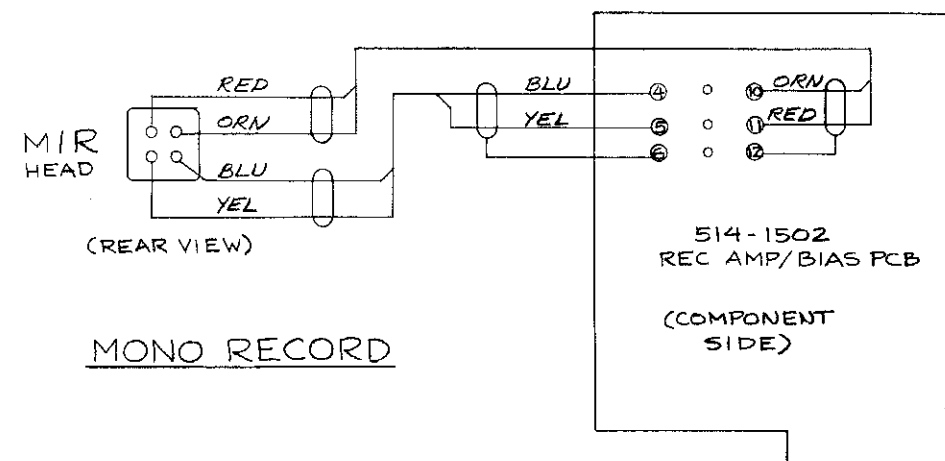 RED
ORN
MIR
HEAD
BLU
YEL
(REAR VIEW)
BLU
YEL
4
5
6
10
11
12
ORN
RED
514-1502
REC AMP/BIAS PCB
(COMPONENT
SIDE)
MONO RECORD